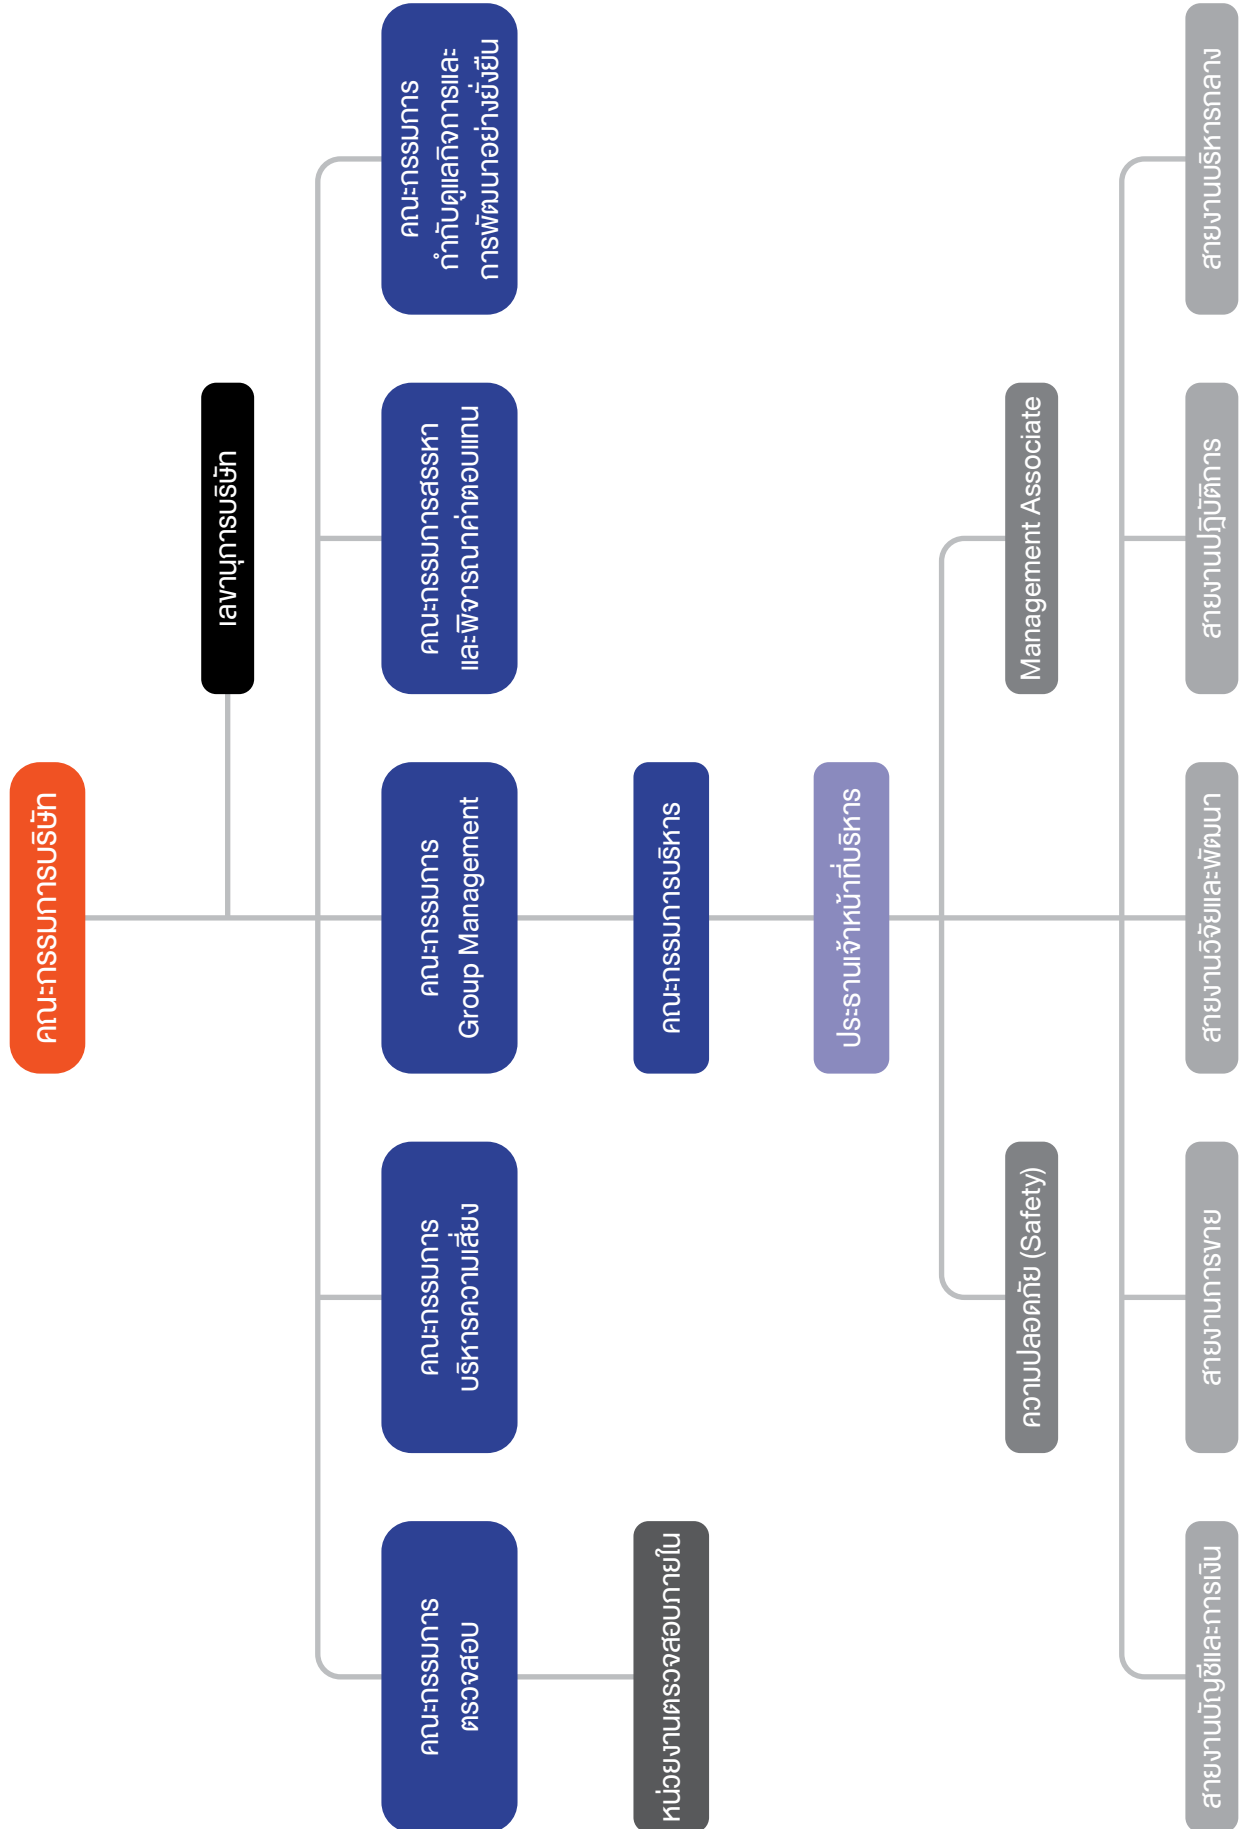 คณะกรรมการบริษัท
เลขานุการบริษัท
คณะกรรมการ
ตรวจสอบ
คณะกรรมการ
บริหารความเสี่ยง
คณะกรรมการ
Group Management
คณะกรรมการสรรหา
และพิจารณาค่าตอบแทน
คณะกรรมการ
กำกับดูแลกิจการและ
การพัฒนาอย่างยั่งยืน
หน่วยงานตรวจสอบภายใน
คณะกรรมการบริหาร
ประธานเจ้าหน้าที่บริหาร
ความปลอดภัย (Safety)
Management Associate
สายงานบัญชีและการเงิน
สายงานการขาย
สายงานวิจัยและพัฒนา
สายงานปฏิบัติการ
สายงานบริหารกลาง